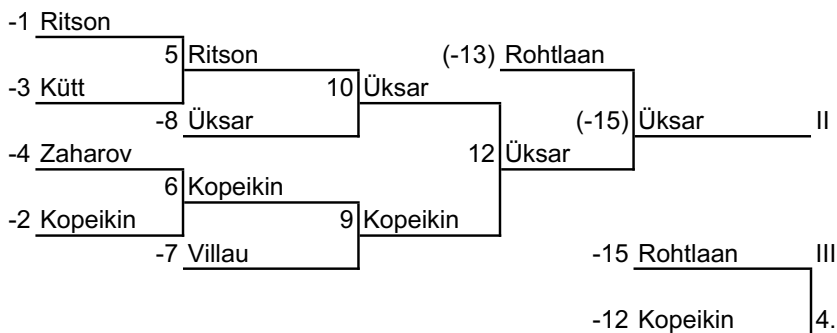 -1 Ritson
5 Ritson (-13) Rohtlaan
-3 Kütt 10 Üksar
-8 Üksar (-15) Üksar II
-4 Zaharov 12 Üksar
6 Kopeikin
-2 Kopeikin 9 Kopeikin
-7 Villau -15 Rohtlaan III
-12 Kopeikin 4.